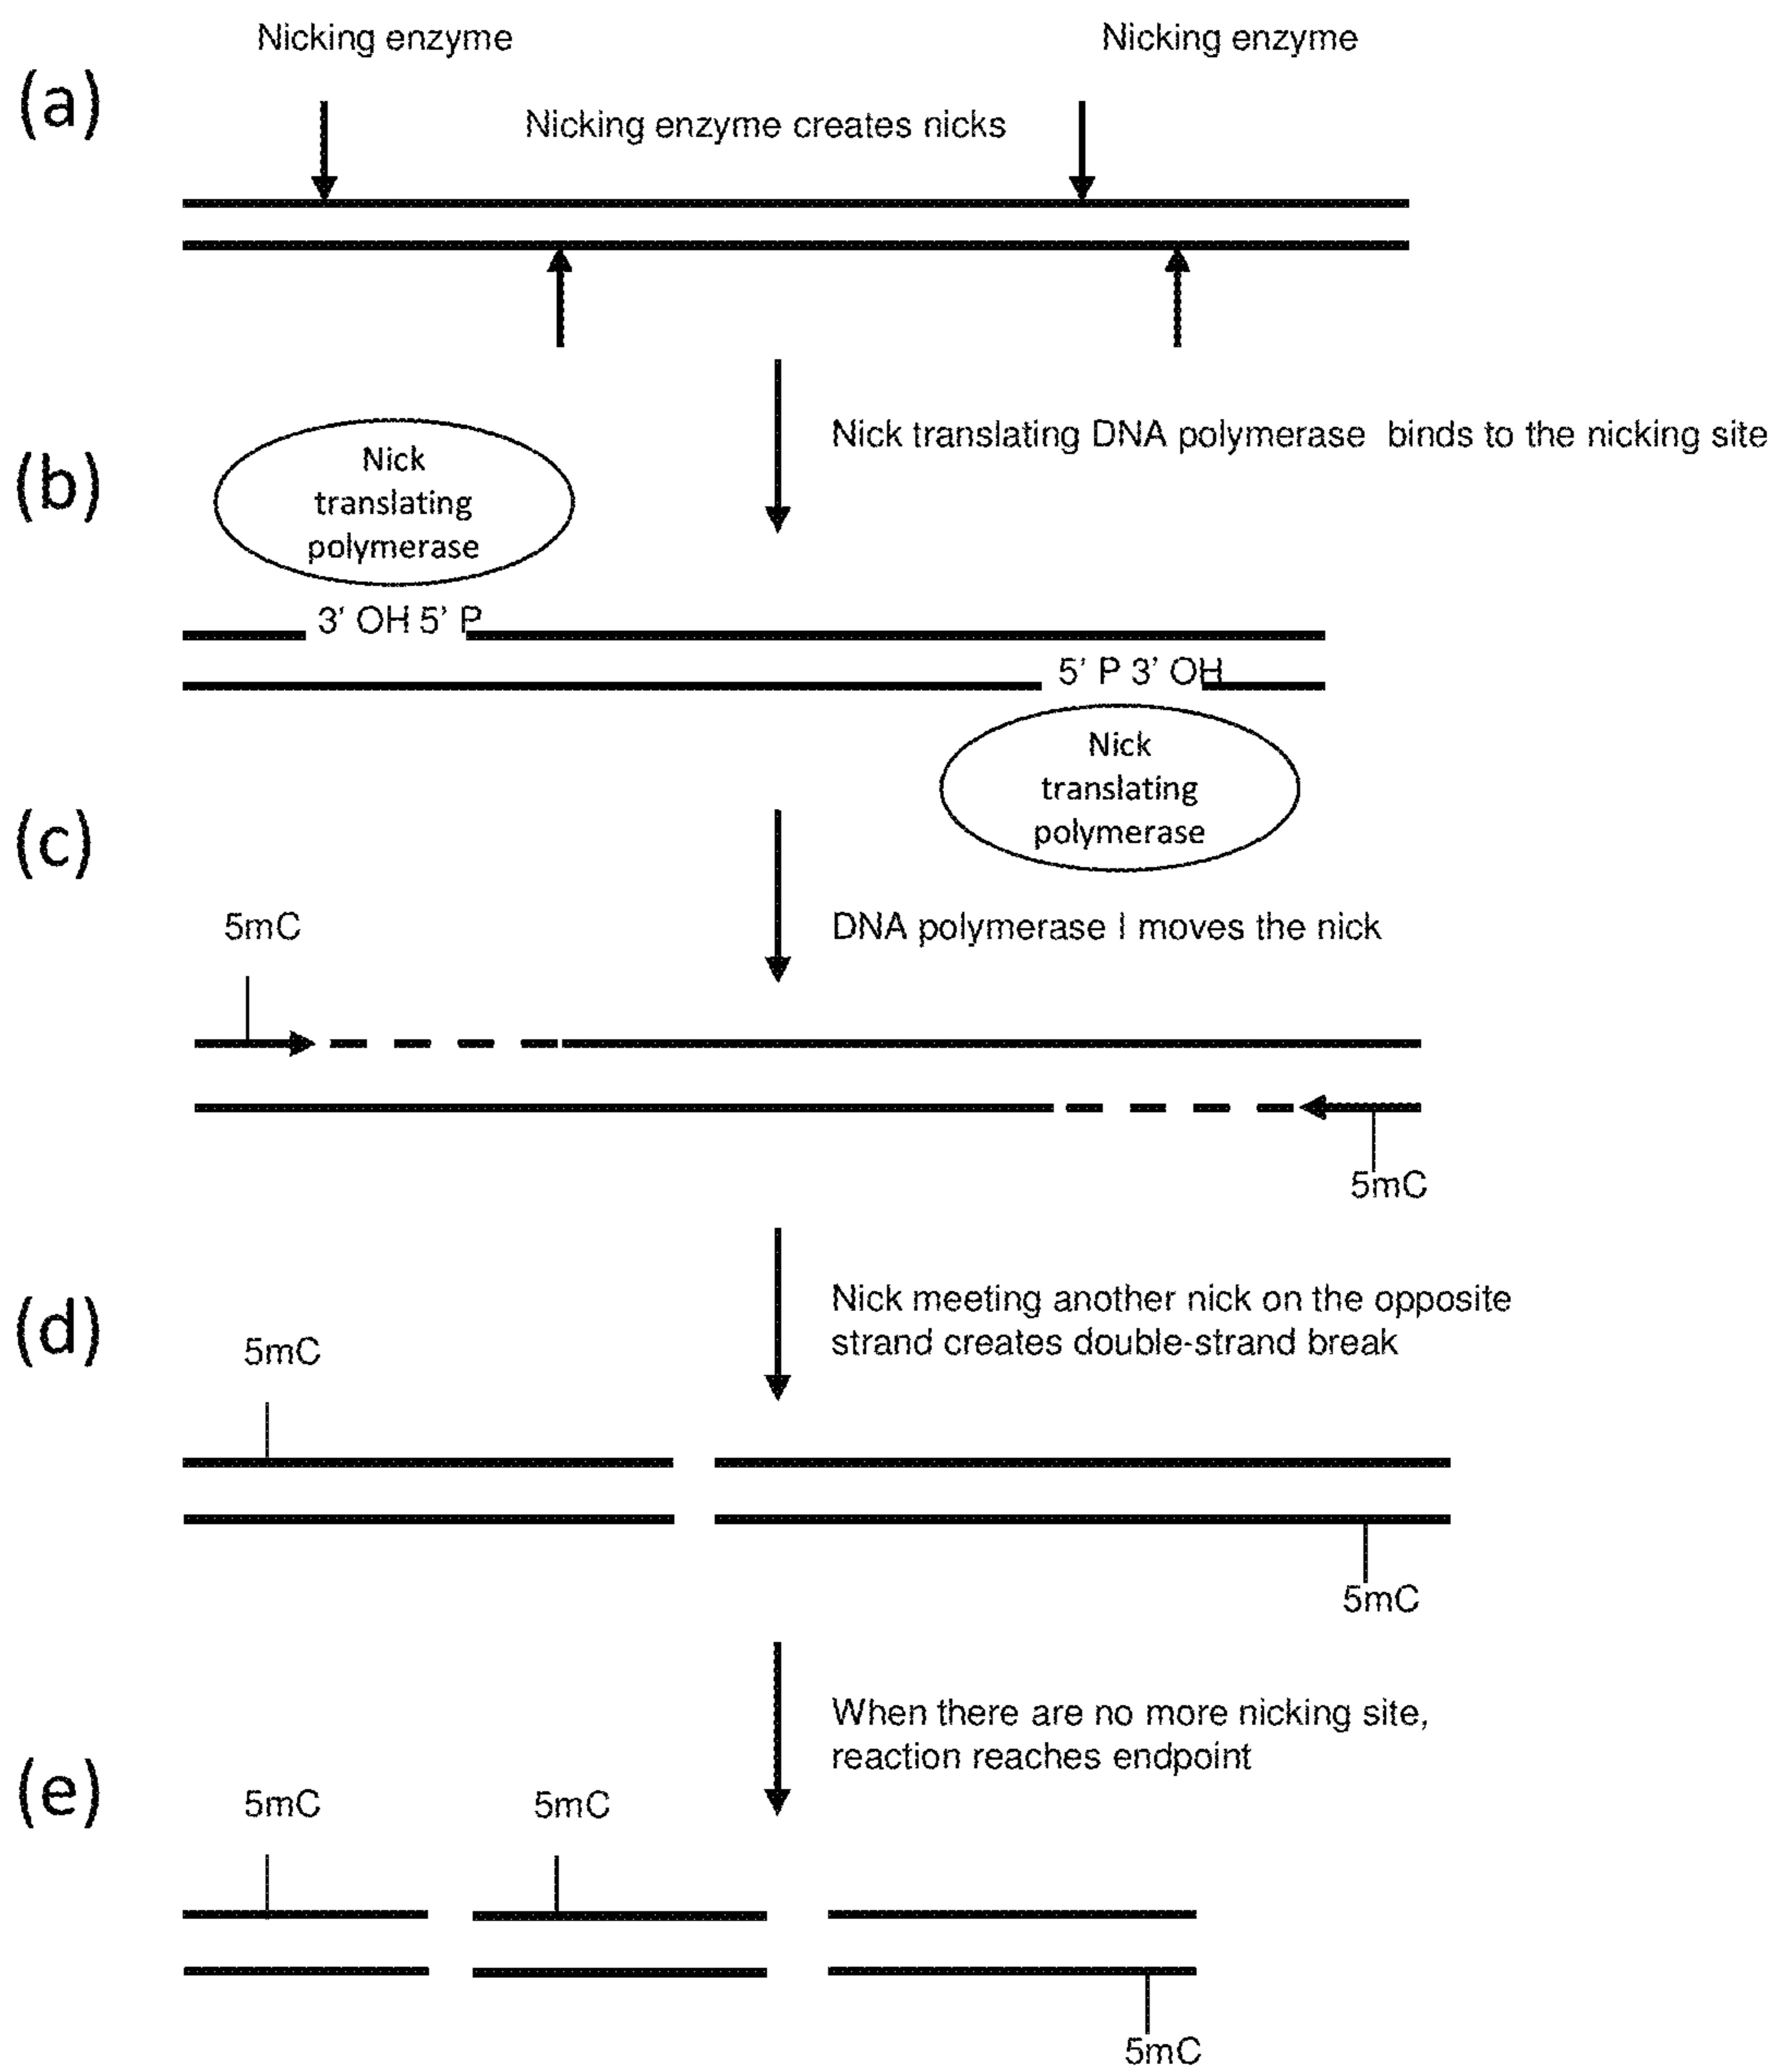 Nicking enzyme
Nicking enzyme
(a)
Nicking enzyme creates nicks
Nick translating DNA polymerase binds to the nicking site
(b)
Nick
translating
polymerase
3' OH 5' P
5' P 3' OH
Nick
translating
polymerase
(c)
5mC
DNA polymerase I moves the nick
5mC
(d)
Nick meeting another nick on the opposite
strand creates double-strand break
5mC
5mC
When there are no more nicking site,
reaction reaches endpoint
(e)
5mC
5mC
5mC